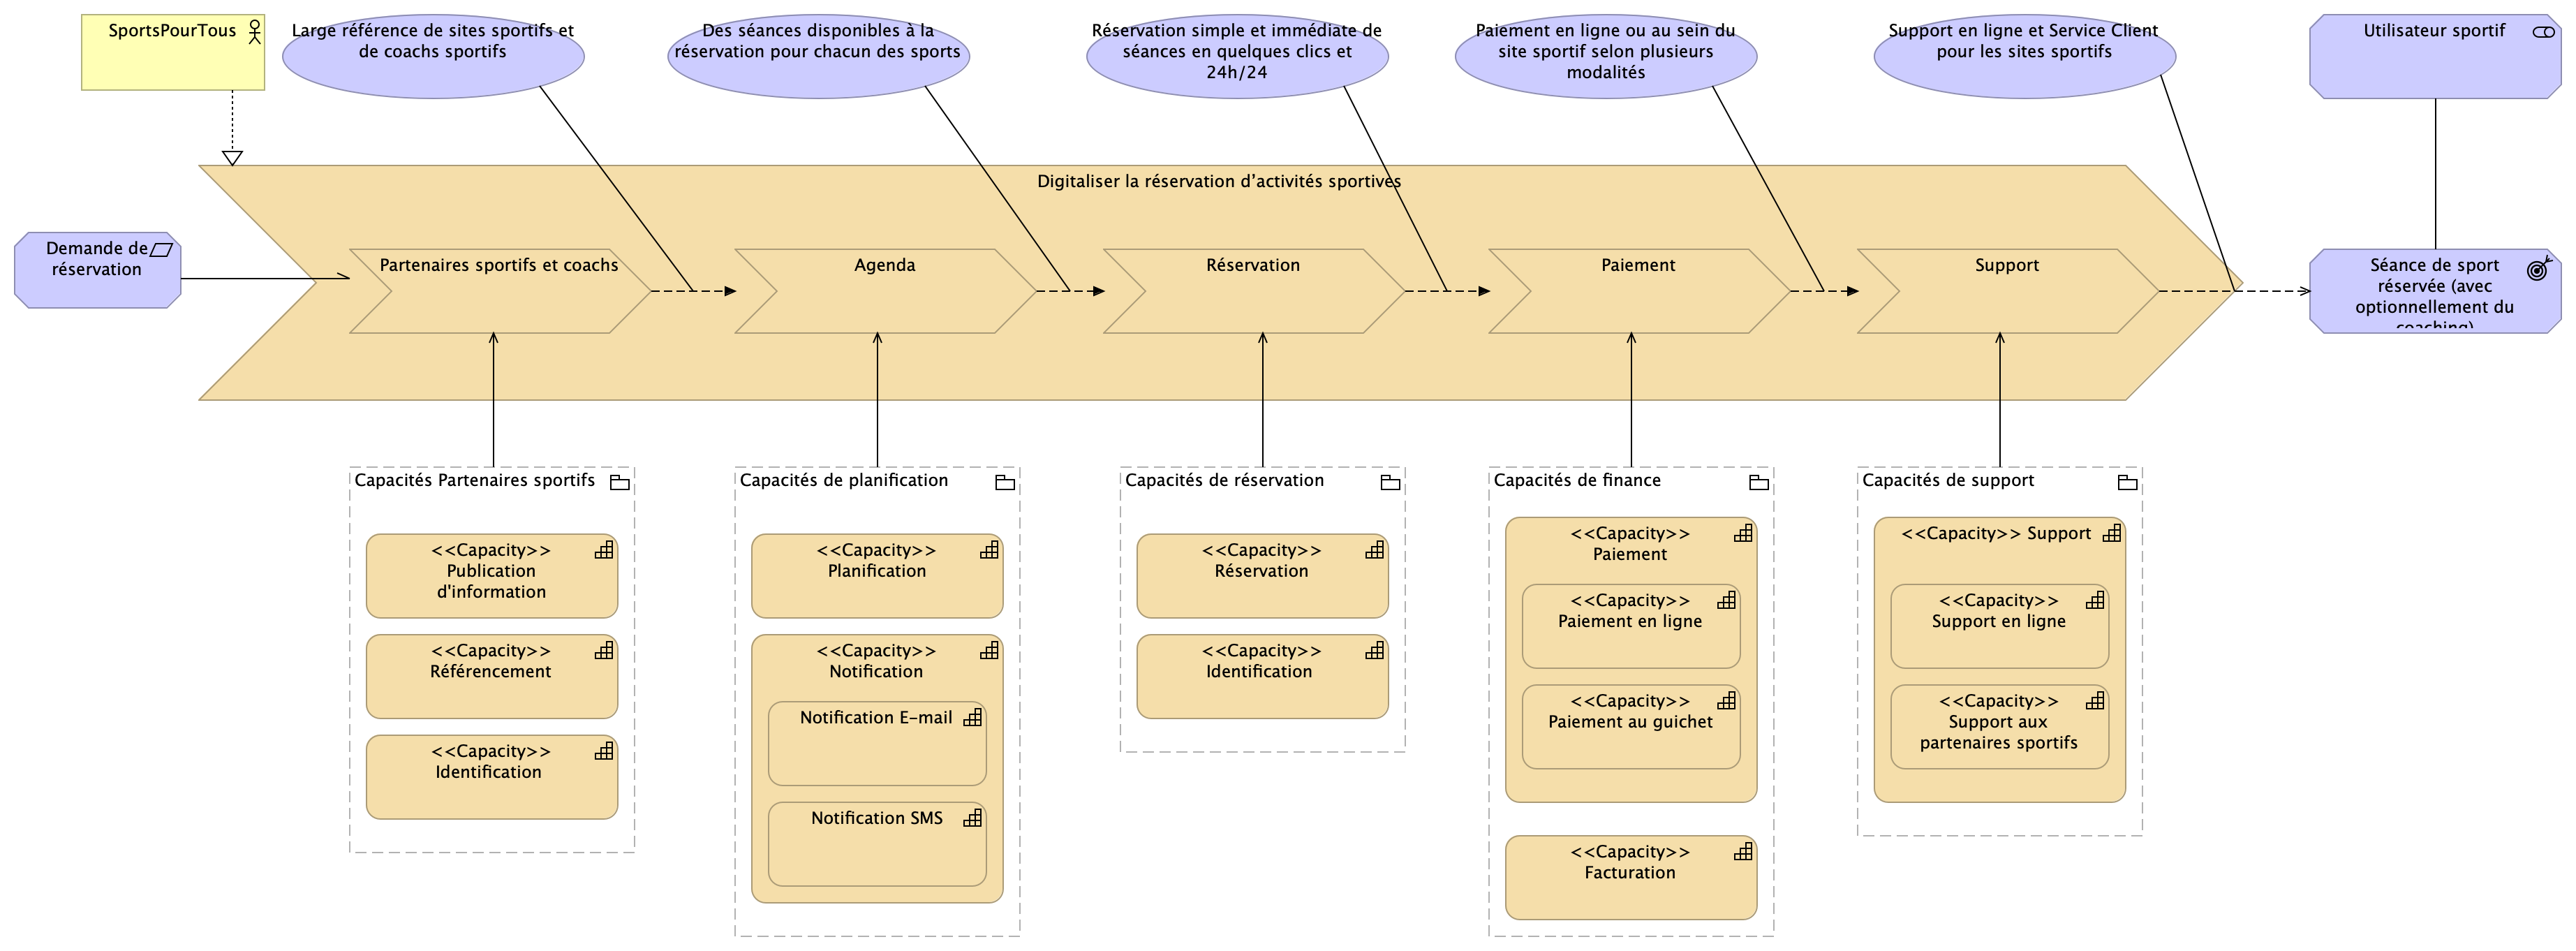 SportsPourTous
Large référence de sites sportifs et
de coachs sportifs
Des séances disponibles à la
réservation pour chacun des sports
Réservation simple et immédiate de
séances en quelques clics et
24h/24
Paiement en ligne ou au sein du
site sportif selon plusieurs
modalités
Support en ligne et Service Client
pour les sites sportifs
Utilisateur sportif
Digitaliser la réservation d’activités sportives
Demande de
réservation
Partenaires sportifs et coachs
Agenda
Réservation
Paiement
Support
Séance de sport
réservée (avec
optionnellement du
coaching)
Capacités Partenaires sportifs
<<Capacity>>
Publication
d'information
<<Capacity>>
Référencement
<<Capacity>>
Identification
Capacités de planification
<<Capacity>>
Planification
<<Capacity>>
Notification
Notification E-mail
Notification SMS
Capacités de réservation
<<Capacity>>
Réservation
<<Capacity>>
Identification
Capacités de finance
<<Capacity>>
Paiement
<<Capacity>>
Paiement en ligne
<<Capacity>>
Paiement au guichet
<<Capacity>>
Facturation
Capacités de support
<<Capacity>> Support
<<Capacity>>
Support en ligne
<<Capacity>>
Support aux
partenaires sportifs